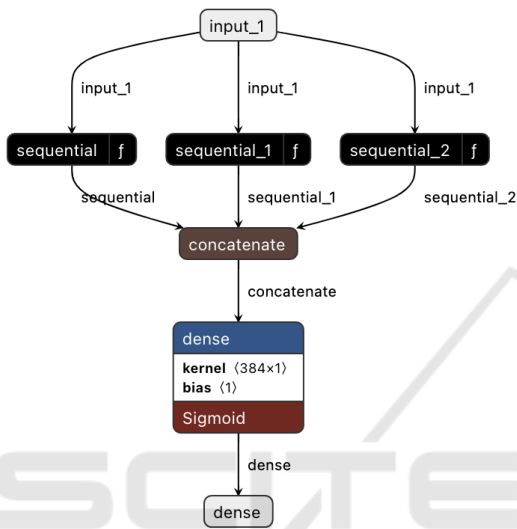 input_1
input_1 input_1 input_1
sequential ƒ sequential_1 ƒ sequential_2 ƒ
sequential sequential_1 sequential_2
concatenate
concatenate
dense
kernel ⟨384×1⟩
bias ⟨1⟩
Sigmoid
dense
dense
SCITE